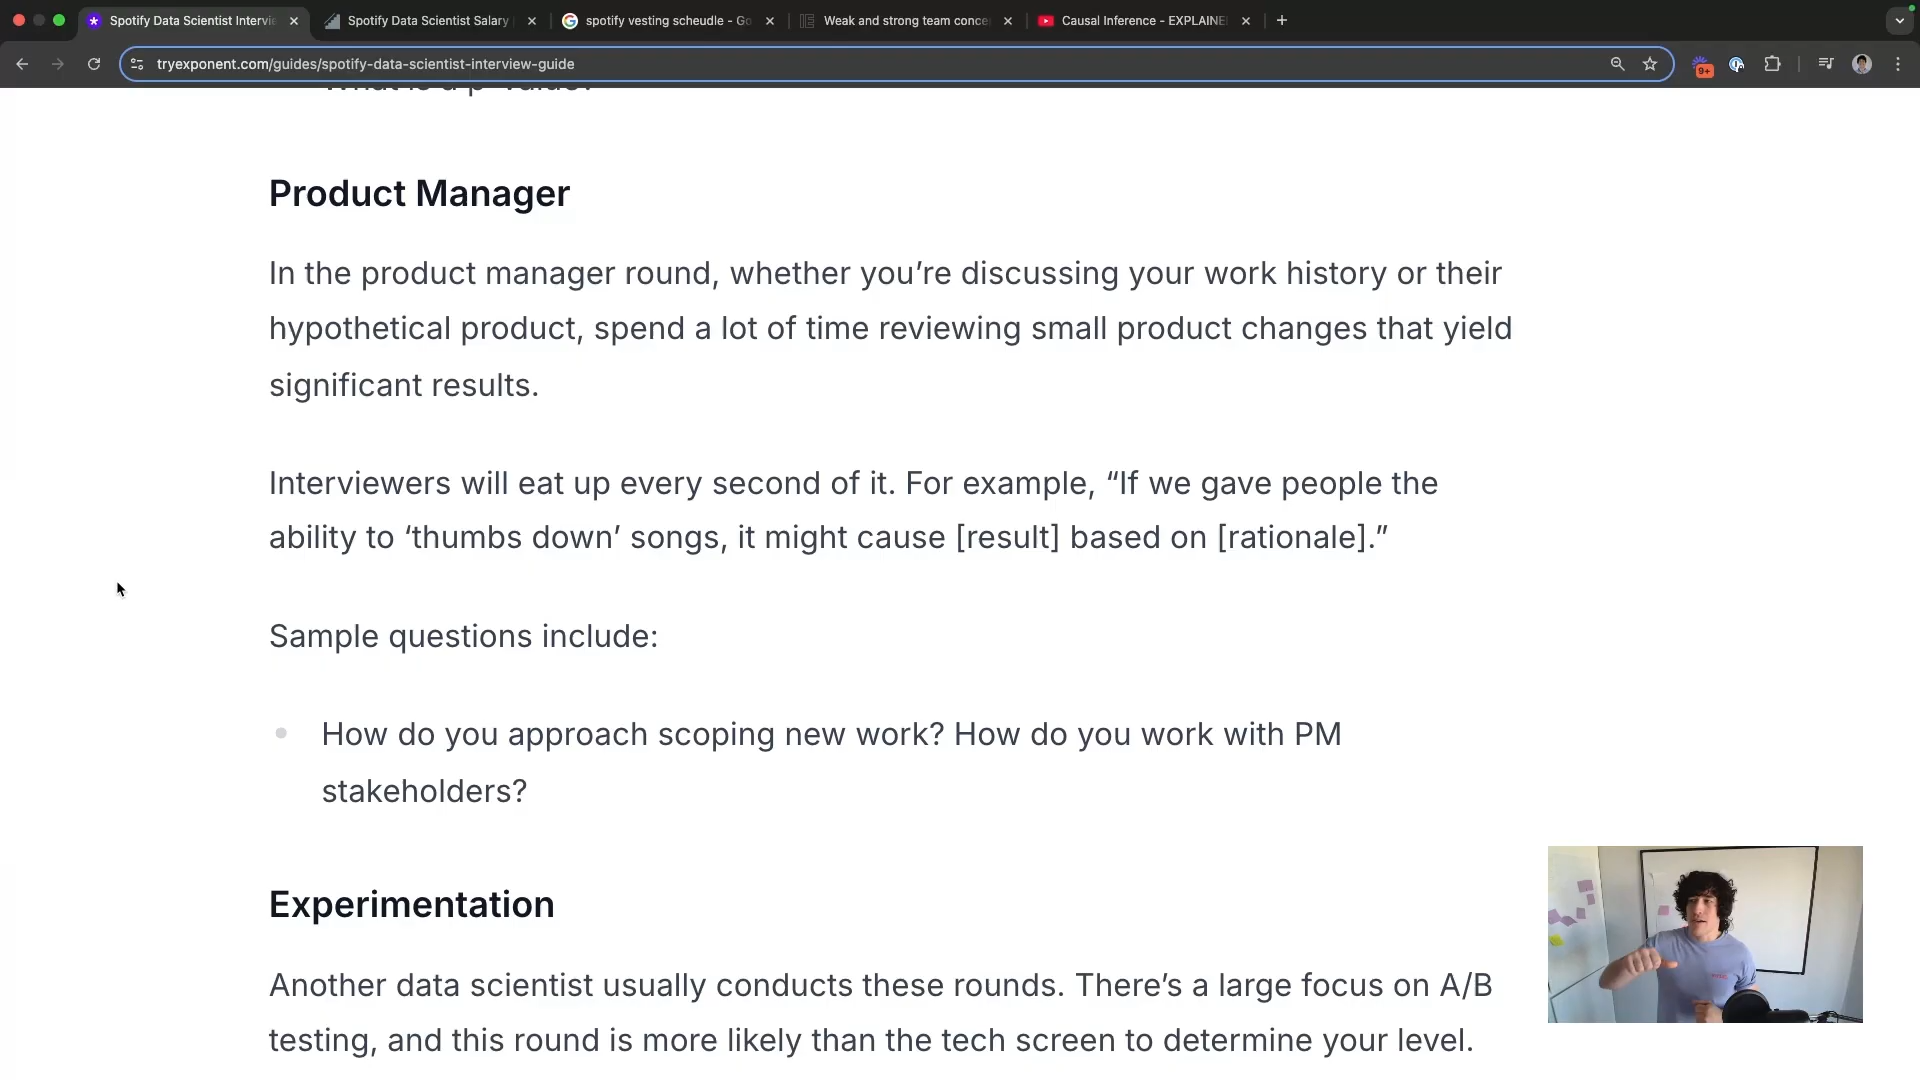 Spotify Data Scientist Intervie
Spotify Data Scientist Salary
spotify vesting scheudle - Go
Weak and strong team conce
Causal Inference - EXPLAINE
tryexponent.com/guides/spotify-data-scientist-interview-guide
9+
What is a p-value?
Product Manager
In the product manager round, whether you’re discussing your work history or their
hypothetical product, spend a lot of time reviewing small product changes that yield
significant results.
Interviewers will eat up every second of it. For example, “If we gave people the
ability to ‘thumbs down’ songs, it might cause [result] based on [rationale].”
Sample questions include:
How do you approach scoping new work? How do you work with PM
stakeholders?
Experimentation
Another data scientist usually conducts these rounds. There’s a large focus on A/B
testing, and this round is more likely than the tech screen to determine your level.